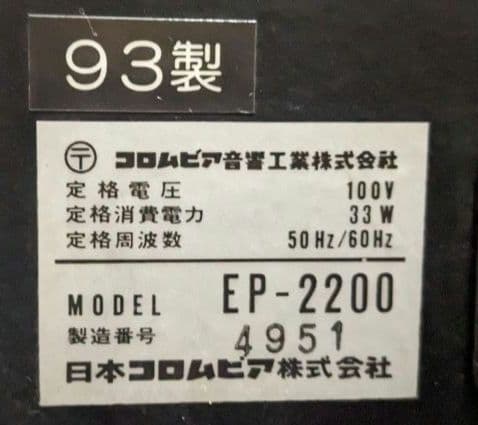 93製
〒 コロムビア音響工業株式会社
定格電圧 100V
定格消費電力 33W
定格周波数 50Hz/60Hz
MODEL EP-2200
製造番号 4951
日本コロムビア株式会社